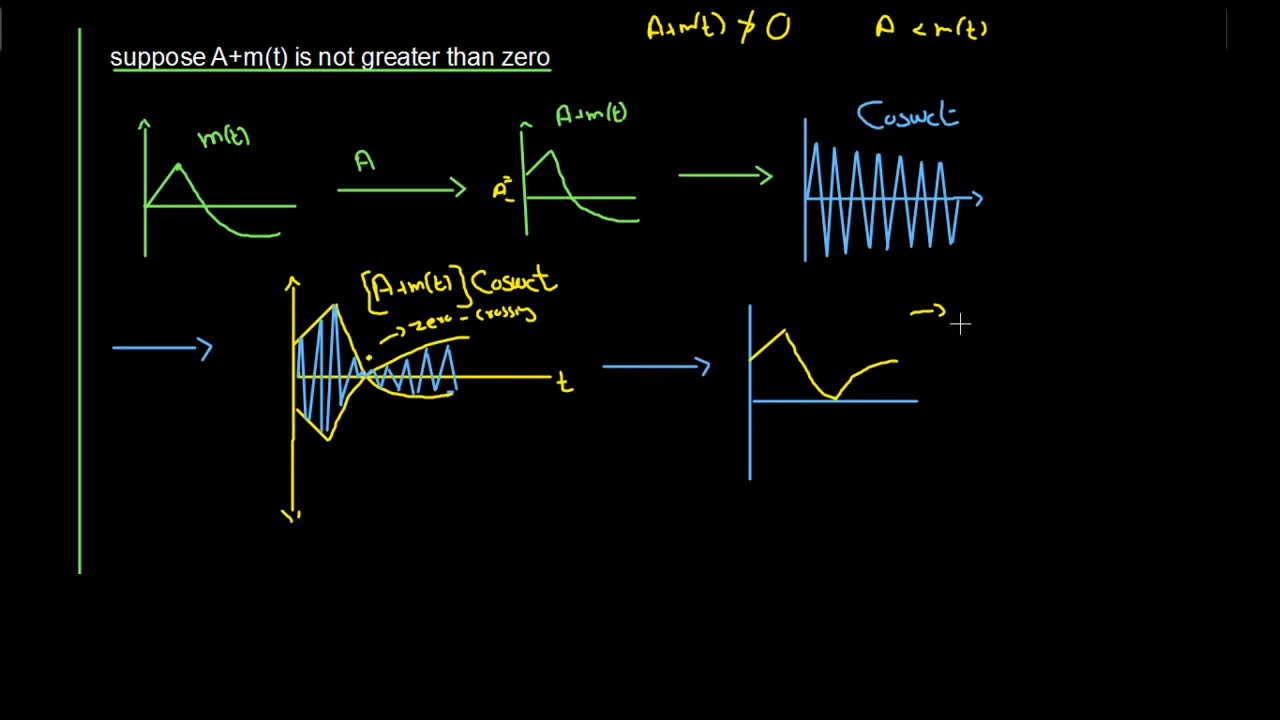 A+m(t) ≯ 0 A < m(t)
suppose A+m(t) is not greater than zero
m(t)
A
A+m(t)
Coswct
A
[A+m(t)] Coswct
→ zero-crossing
t